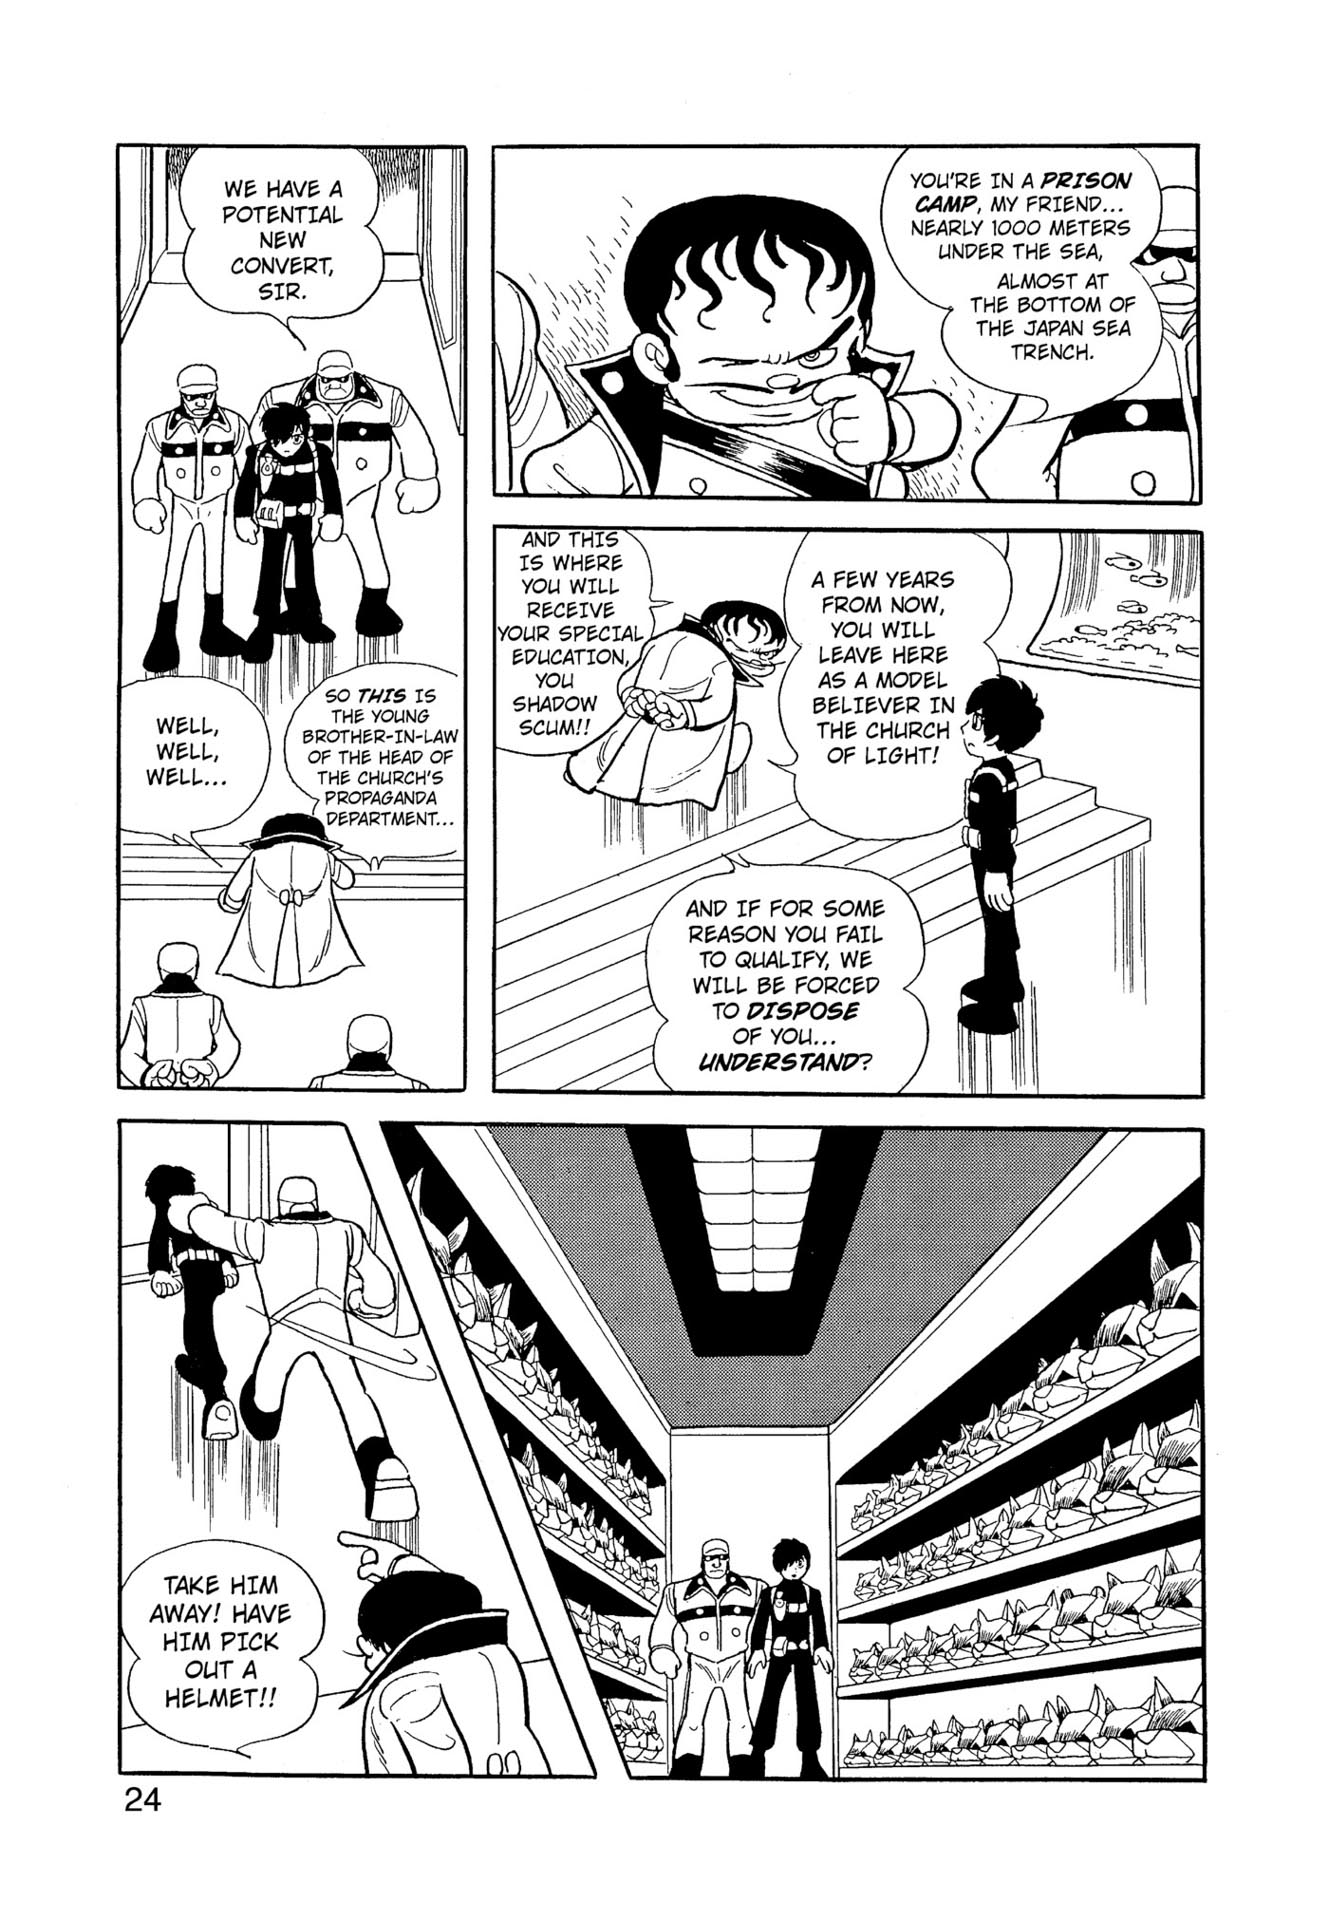 WE HAVE A
POTENTIAL
NEW
CONVERT,
SIR.
WELL,
WELL,
WELL...
SO THIS IS
THE YOUNG
BROTHER-IN-LAW
OF THE HEAD OF
THE CHURCH'S
PROPAGANDA
DEPARTMENT...
YOU'RE IN A PRISON
CAMP, MY FRIEND...
NEARLY 1000 METERS
UNDER THE SEA,
ALMOST AT
THE BOTTOM OF
THE JAPAN SEA
TRENCH.
AND THIS
IS WHERE
YOU WILL
RECEIVE
YOUR SPECIAL
EDUCATION,
YOU
SHADOW
SCUM!!
A FEW YEARS
FROM NOW,
YOU WILL
LEAVE HERE
AS A MODEL
BELIEVER IN
THE CHURCH
OF LIGHT!
AND IF FOR SOME
REASON YOU FAIL
TO QUALIFY, WE
WILL BE FORCED
TO DISPOSE
OF YOU...
UNDERSTAND?
TAKE HIM
AWAY! HAVE
HIM PICK
OUT A
HELMET!!
24